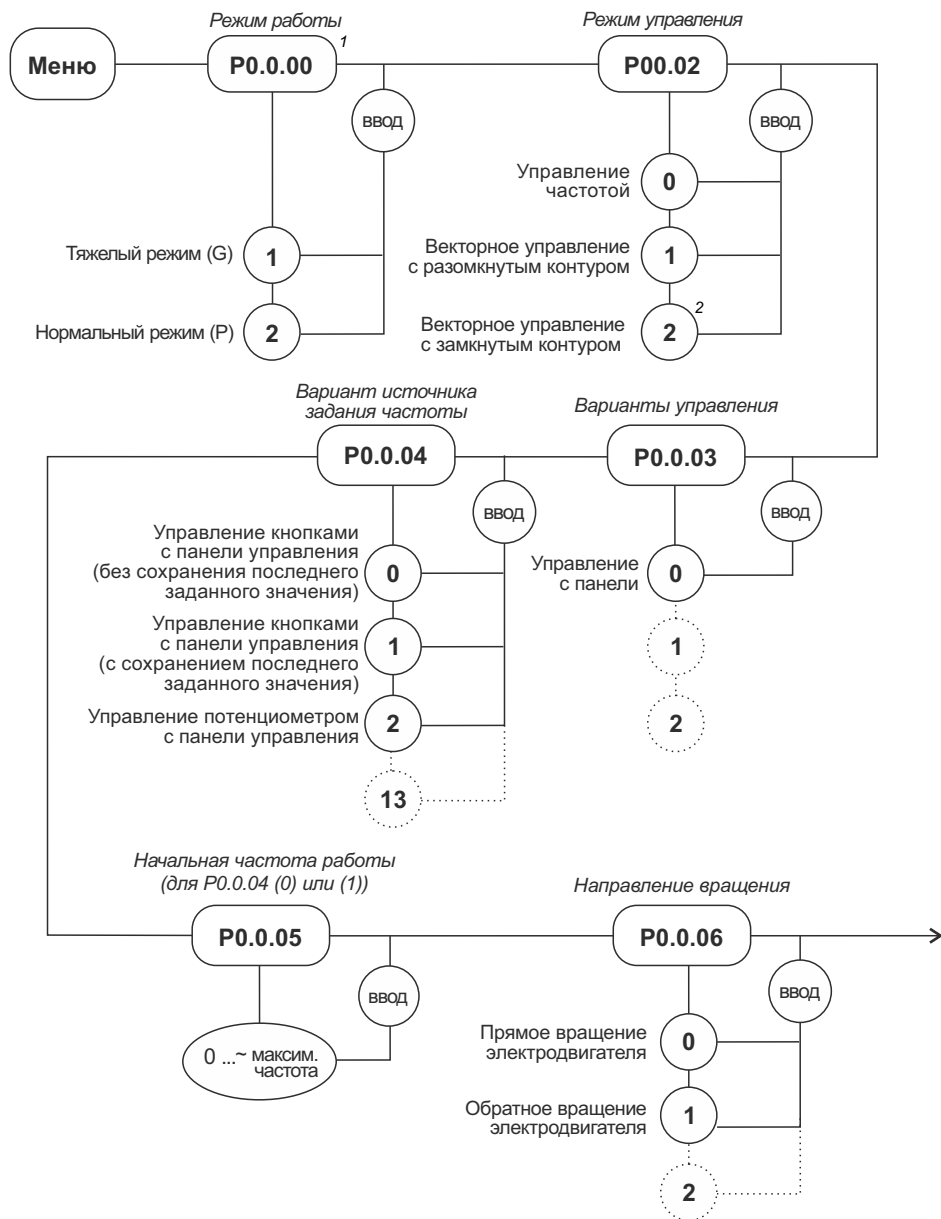 Режим работы
Режим управления
Меню
P0.0.00
1
P00.02
ВВОД
ВВОД
Управление
частотой
0
Тяжелый режим (G)
1
Векторное управление
с разомкнутым контуром
1
Нормальный режим (P)
2
Векторное управление
с замкнутым контуром
2
2
Вариант источника
задания частоты
Варианты управления
P0.0.04
P0.0.03
ВВОД
ВВОД
Управление кнопками
с панели управления
(без сохранения последнего
заданного значения)
0
Управление
с панели
0
Управление кнопками
с панели управления
(с сохранением последнего
заданного значения)
1
1
Управление потенциометром
с панели управления
2
2
13
Начальная частота работы
(для P0.0.04 (0) или (1))
Направление вращения
P0.0.05
P0.0.06
ВВОД
ВВОД
0 ...~ максим.
частота
Прямое вращение
электродвигателя
0
Обратное вращение
электродвигателя
1
2